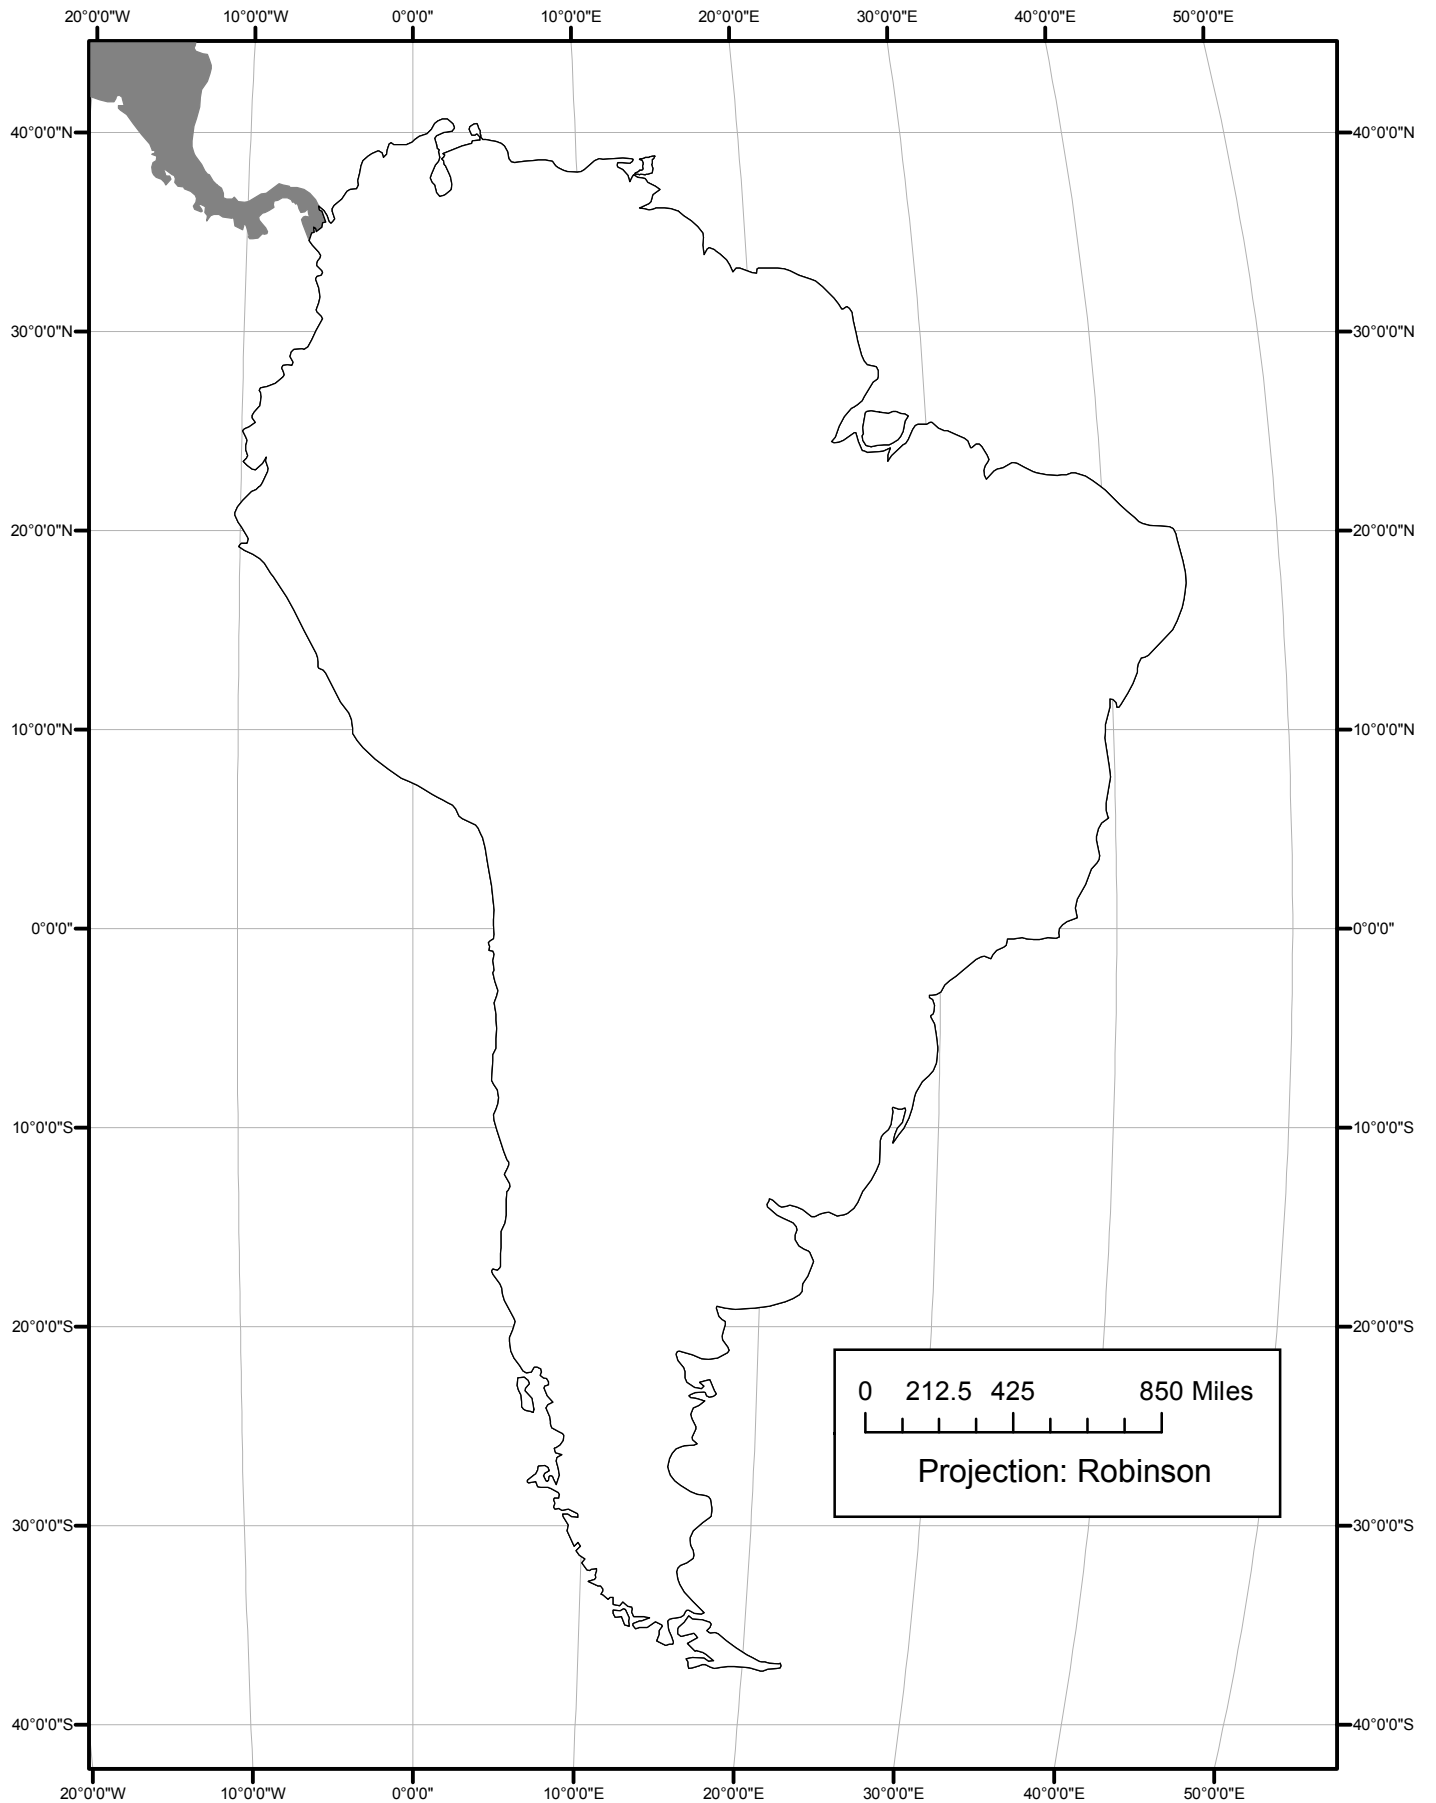 20°0'0"W 10°0'0"W 0°0'0" 10°0'0"E 20°0'0"E 30°0'0"E 40°0'0"E 50°0'0"E
40°0'0"N 40°0'0"N
30°0'0"N 30°0'0"N
20°0'0"N 20°0'0"N
10°0'0"N 10°0'0"N
0°0'0" 0°0'0"
10°0'0"S 10°0'0"S
20°0'0"S 20°0'0"S
0 212.5 425 850 Miles
Projection: Robinson
30°0'0"S 30°0'0"S
40°0'0"S 40°0'0"S
20°0'0"W 10°0'0"W 0°0'0" 10°0'0"E 20°0'0"E 30°0'0"E 40°0'0"E 50°0'0"E